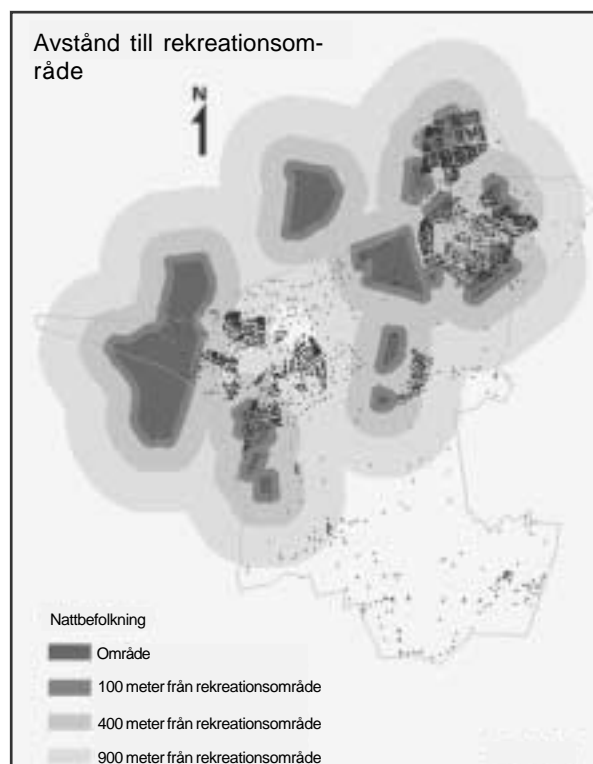 Avstånd till rekreationsom-
råde
N
Nattbefolkning
Område
100 meter från rekreationsområde
400 meter från rekreationsområde
900 meter från rekreationsområde